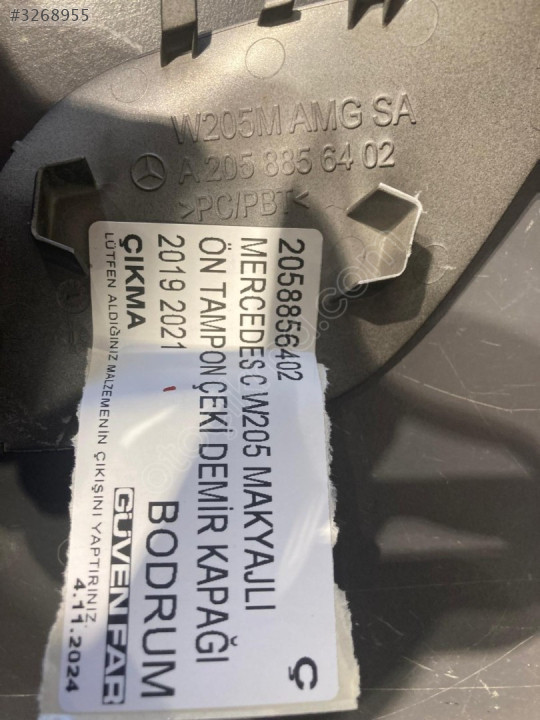 #3268955
W205M AMG SA
A 205 885 64 02
>PC/PBT<
2058856402
MERCEDES C W205 MAKYAJLI
ÖN TAMPON ÇEKİ DEMİR KAPAĞI
2019 2021
ÇIKMA
LÜTFEN ALDIĞINIZ MALZEMENİN ÇIKIŞINI YAPTIRINIZ.
Ç
BODRUM
GÜVEN FAR
4.11.2024